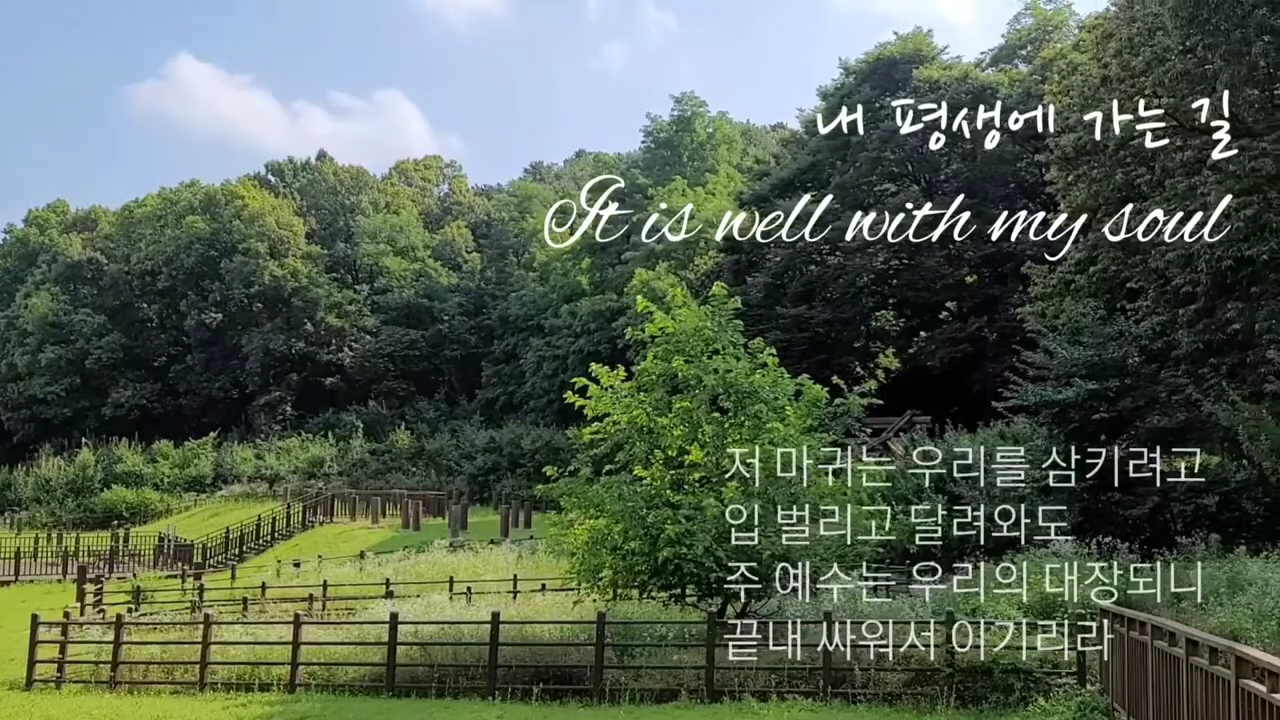 내 평생에 가는 길
It is well with my soul
저 마귀는 우리를 삼키려고
입 벌리고 달려와도
주 예수는 우리의 대장되니
끝내 싸워서 이기리라